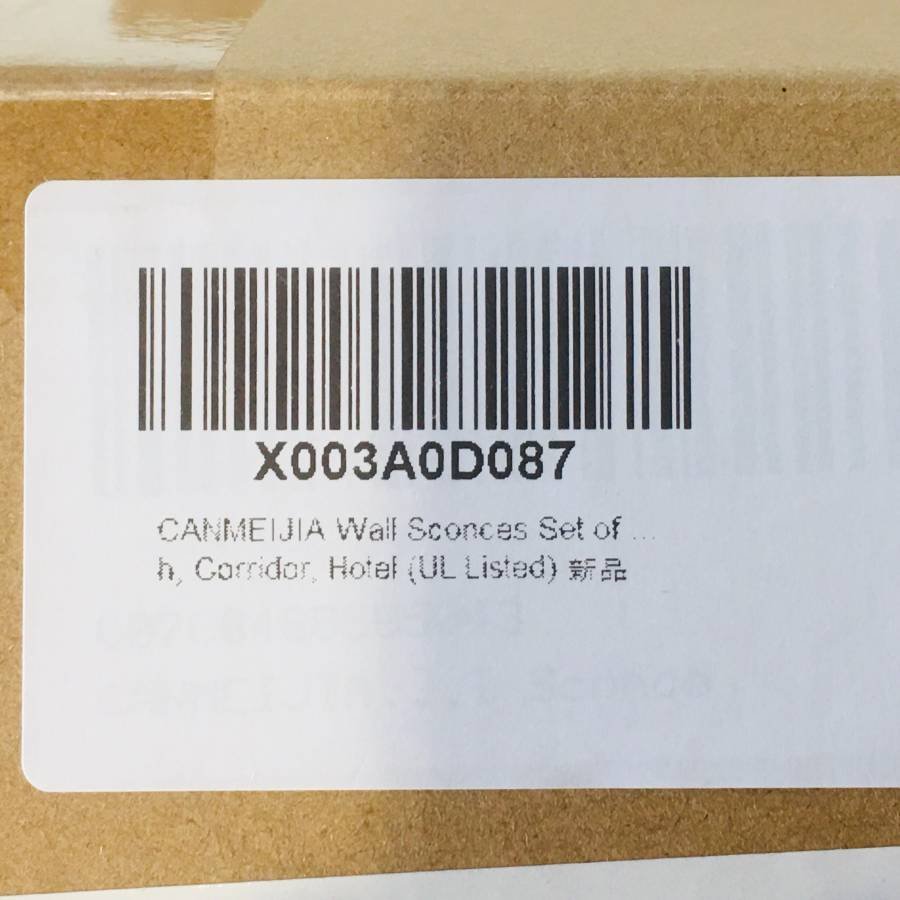 X003A0D087
CANMEIJIA Wall Sconces Set of ...
h, Corridor, Hotel (UL Listed) 新品